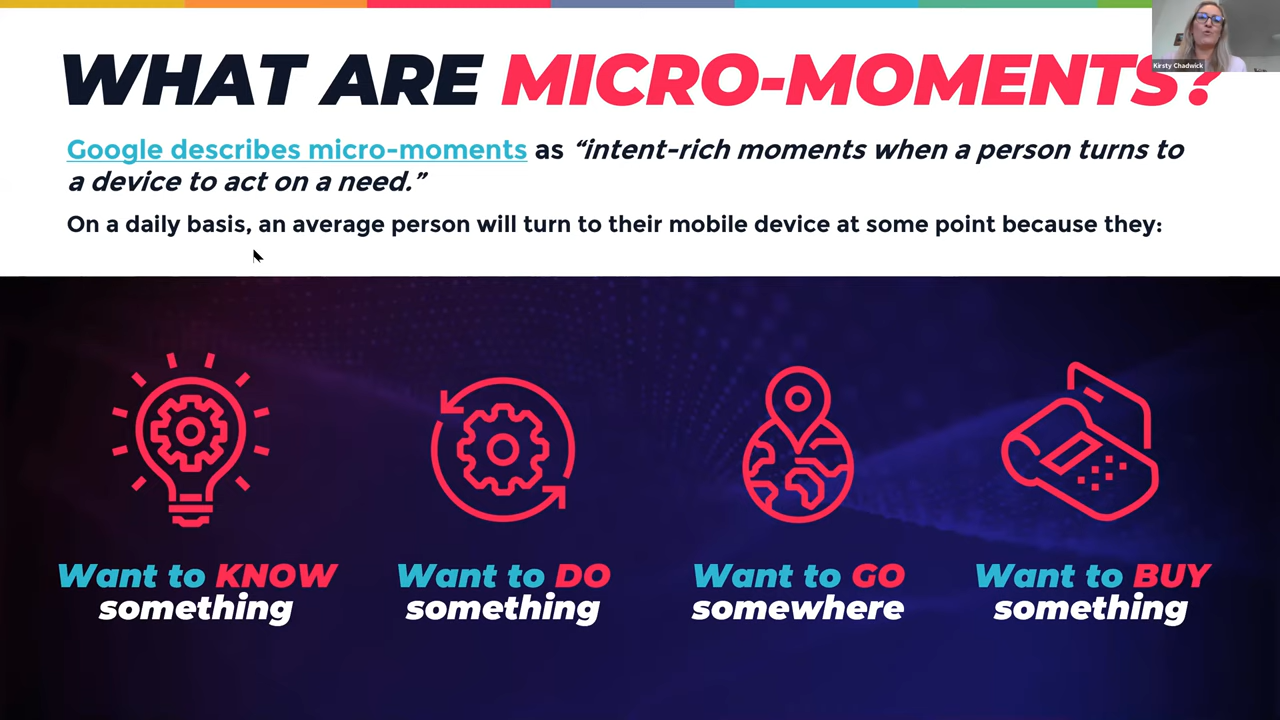 WHAT ARE MICRO-MOMENTS?
Kirsty Chadwick
Google describes micro-moments as “intent-rich moments when a person turns to
a device to act on a need.”
On a daily basis, an average person will turn to their mobile device at some point because they:
Want to KNOW
something
Want to DO
something
Want to GO
somewhere
Want to BUY
something